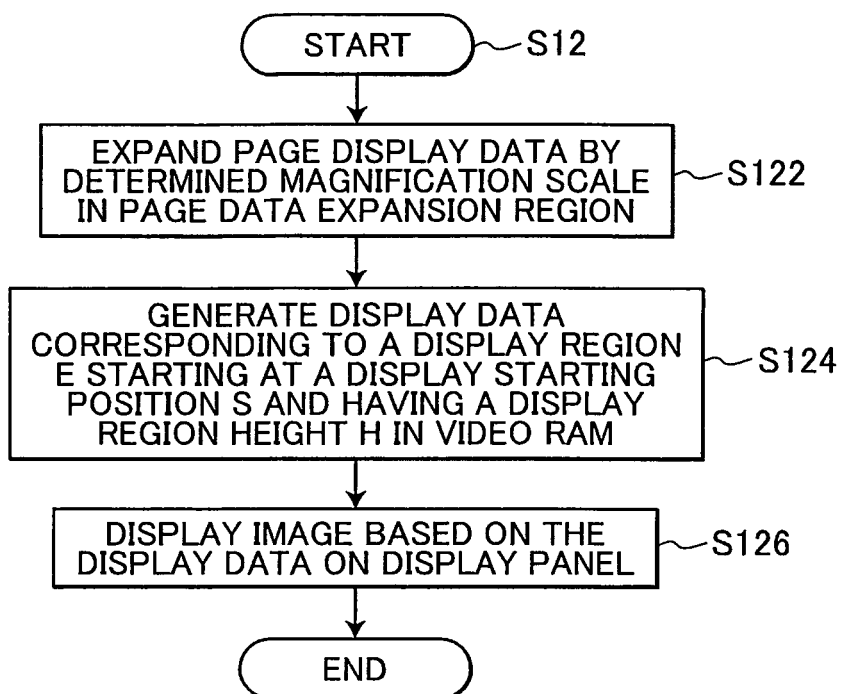 START
S12
EXPAND PAGE DISPLAY DATA BY
DETERMINED MAGNIFICATION SCALE
IN PAGE DATA EXPANSION REGION
S122
GENERATE DISPLAY DATA
CORRESPONDING TO A DISPLAY REGION
E STARTING AT A DISPLAY STARTING
POSITION S AND HAVING A DISPLAY
REGION HEIGHT H IN VIDEO RAM
S124
DISPLAY IMAGE BASED ON THE
DISPLAY DATA ON DISPLAY PANEL
S126
END